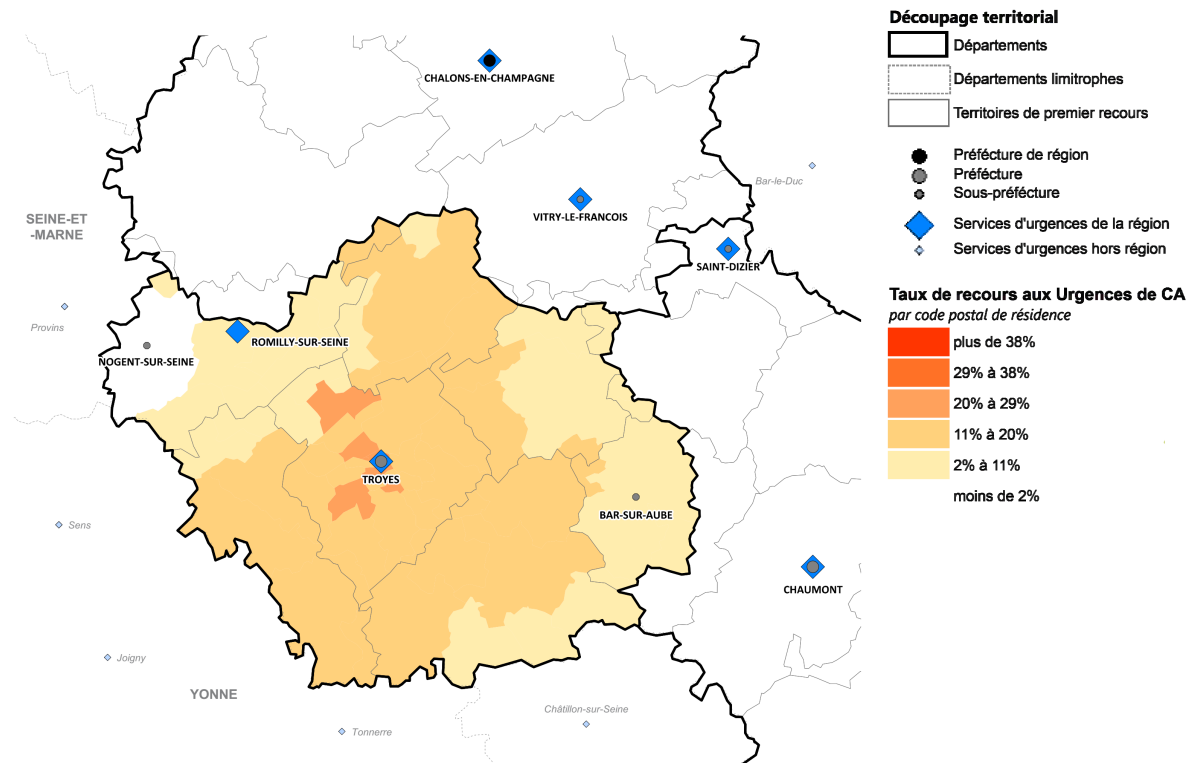 CHALONS-EN-CHAMPAGNE
Bar-le-Duc
VITRY-LE-FRANCOIS
SEINE-ET
-MARNE
SAINT-DIZIER
Provins
ROMILLY-SUR-SEINE
NOGENT-SUR-SEINE
TROYES
BAR-SUR-AUBE
Sens
CHAUMONT
Joigny
YONNE
Châtillon-sur-Seine
Tonnerre
Découpage territorial
Départements
Départements limitrophes
Territoires de premier recours
Préfécture de région
Préfécture
Sous-préfécture
Services d'urgences de la région
Services d'urgences hors région
Taux de recours aux Urgences de CA
par code postal de résidence
plus de 38%
29% à 38%
20% à 29%
11% à 20%
2% à 11%
moins de 2%